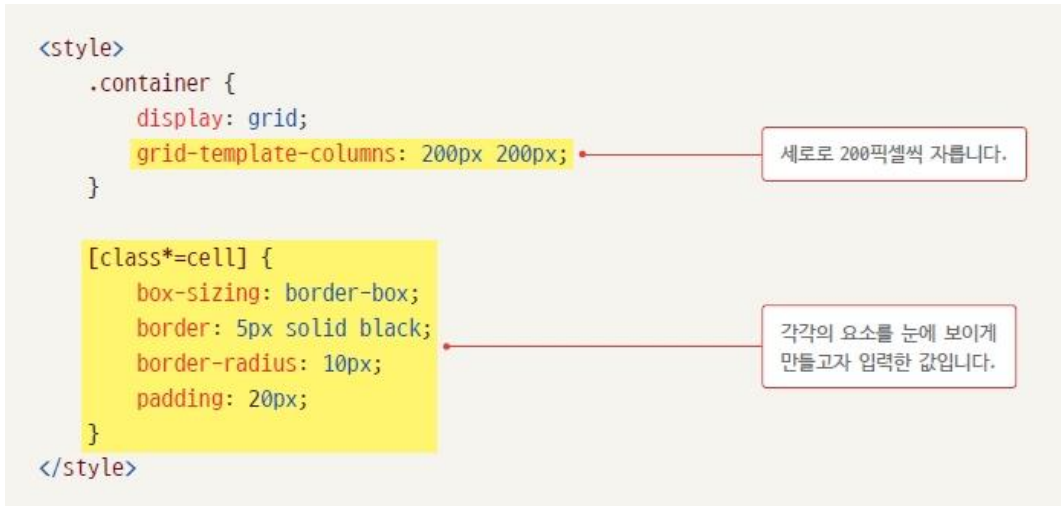 <style>
.container {
display: grid;
grid-template-columns: 200px 200px;
세로로 200픽셀씩 자릅니다.
}
[class*=cell] {
box-sizing: border-box;
border: 5px solid black;
border-radius: 10px;
padding: 20px;
}
각각의 요소를 눈에 보이게
만들고자 입력한 값입니다.
</style>